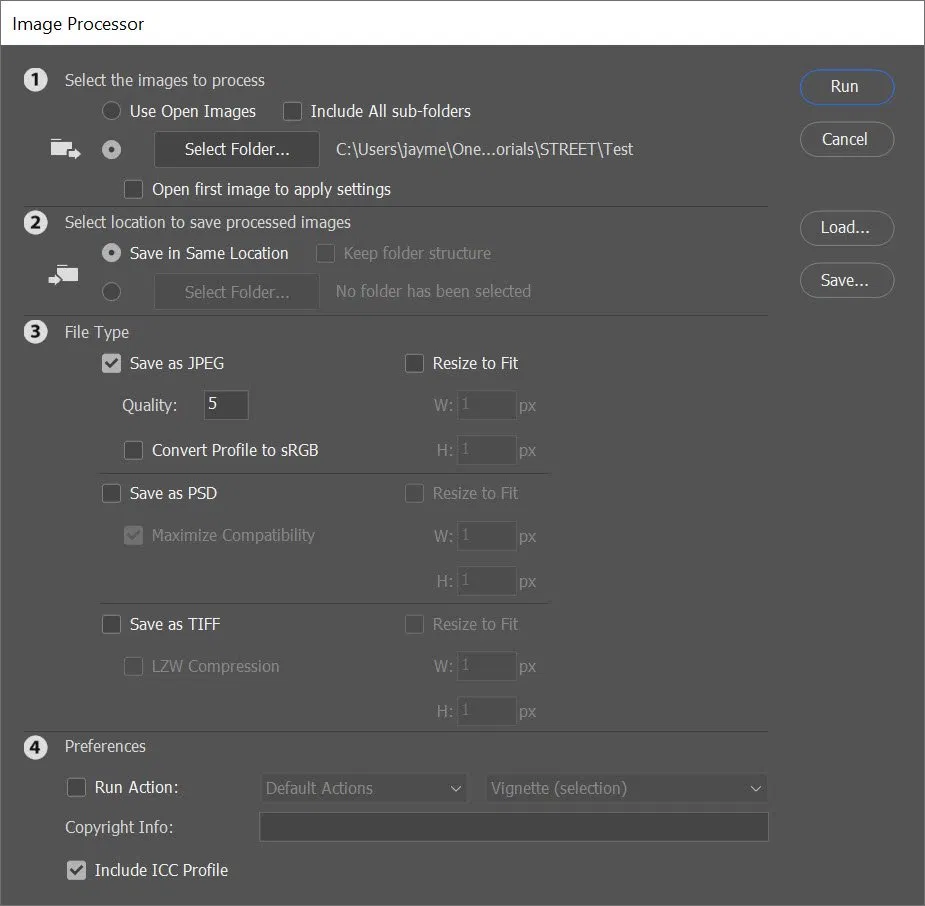 Image Processor
1 Select the images to process
Run
Use Open Images Include All sub-folders
Select Folder... C:\Users\jayme\One...orials\STREET\Test
Cancel
Open first image to apply settings
2 Select location to save processed images
Load...
Save in Same Location Keep folder structure
Select Folder... No folder has been selected
Save...
3 File Type
Save as JPEG Resize to Fit
Quality: 5 W: 1 px
Convert Profile to sRGB H: 1 px
Save as PSD Resize to Fit
Maximize Compatibility W: 1 px
H: 1 px
Save as TIFF Resize to Fit
LZW Compression W: 1 px
H: 1 px
4 Preferences
Run Action: Default Actions Vignette (selection)
Copyright Info:
Include ICC Profile